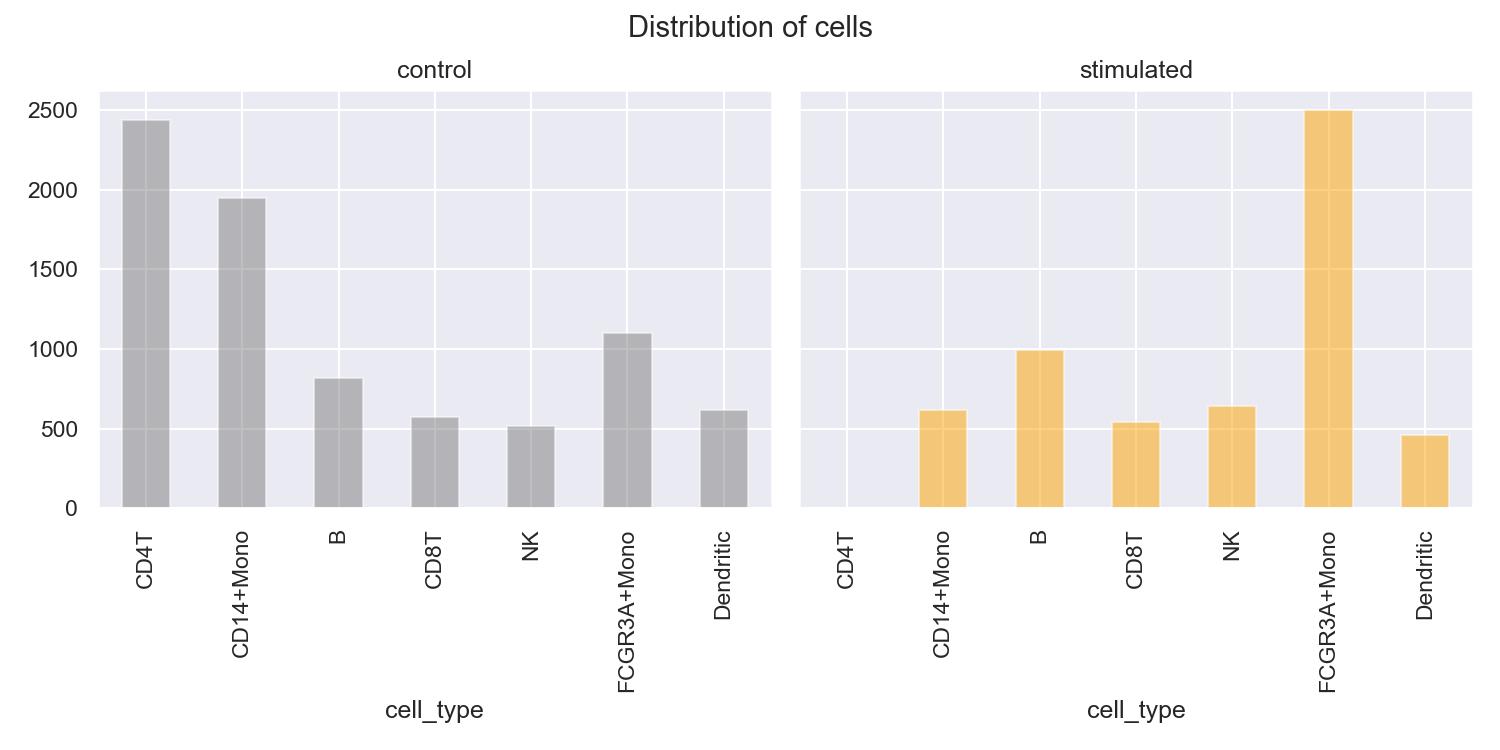 Distribution of cells
control
stimulated
2500
2000
1500
1000
500
0
CD4T
CD14+Mono
B
CD8T
NK
FCGR3A+Mono
Dendritic
CD4T
CD14+Mono
B
CD8T
NK
FCGR3A+Mono
Dendritic
cell_type
cell_type